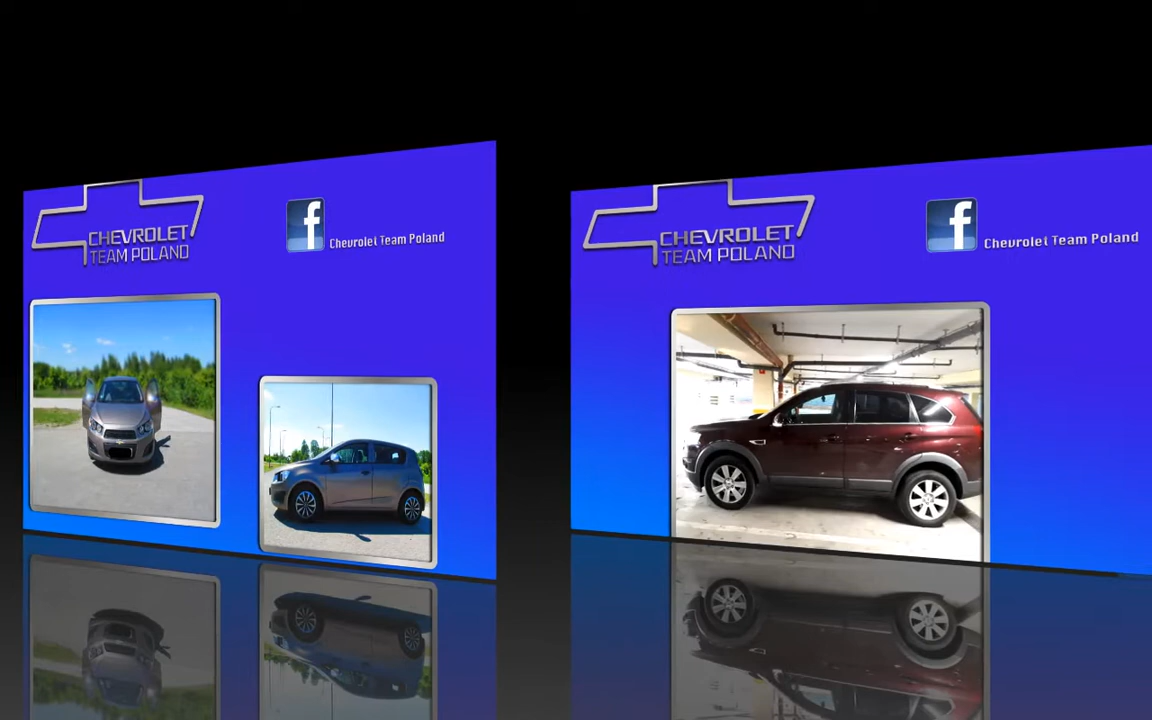 CHEVROLET
TEAM POLAND
f
Chevrolet Team Poland
CHEVROLET
TEAM POLAND
f
Chevrolet Team Poland